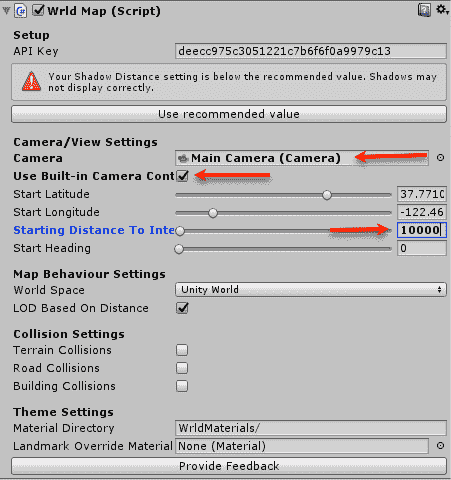 Wrld Map (Script)
Setup
API Key deecc975c3051221c7b6f6f0a9979c13
Your Shadow Distance setting is below the recommended value. Shadows may
not display correctly.
Use recommended value
Camera/View Settings
Camera Main Camera (Camera)
Use Built-in Camera Cont
Start Latitude 37.7710
Start Longitude -122.46
Starting Distance To Inte 10000
Start Heading 0
Map Behaviour Settings
World Space Unity World
LOD Based On Distance
Collision Settings
Terrain Collisions
Road Collisions
Building Collisions
Theme Settings
Material Directory WrldMaterials/
Landmark Override Material None (Material)
Provide Feedback